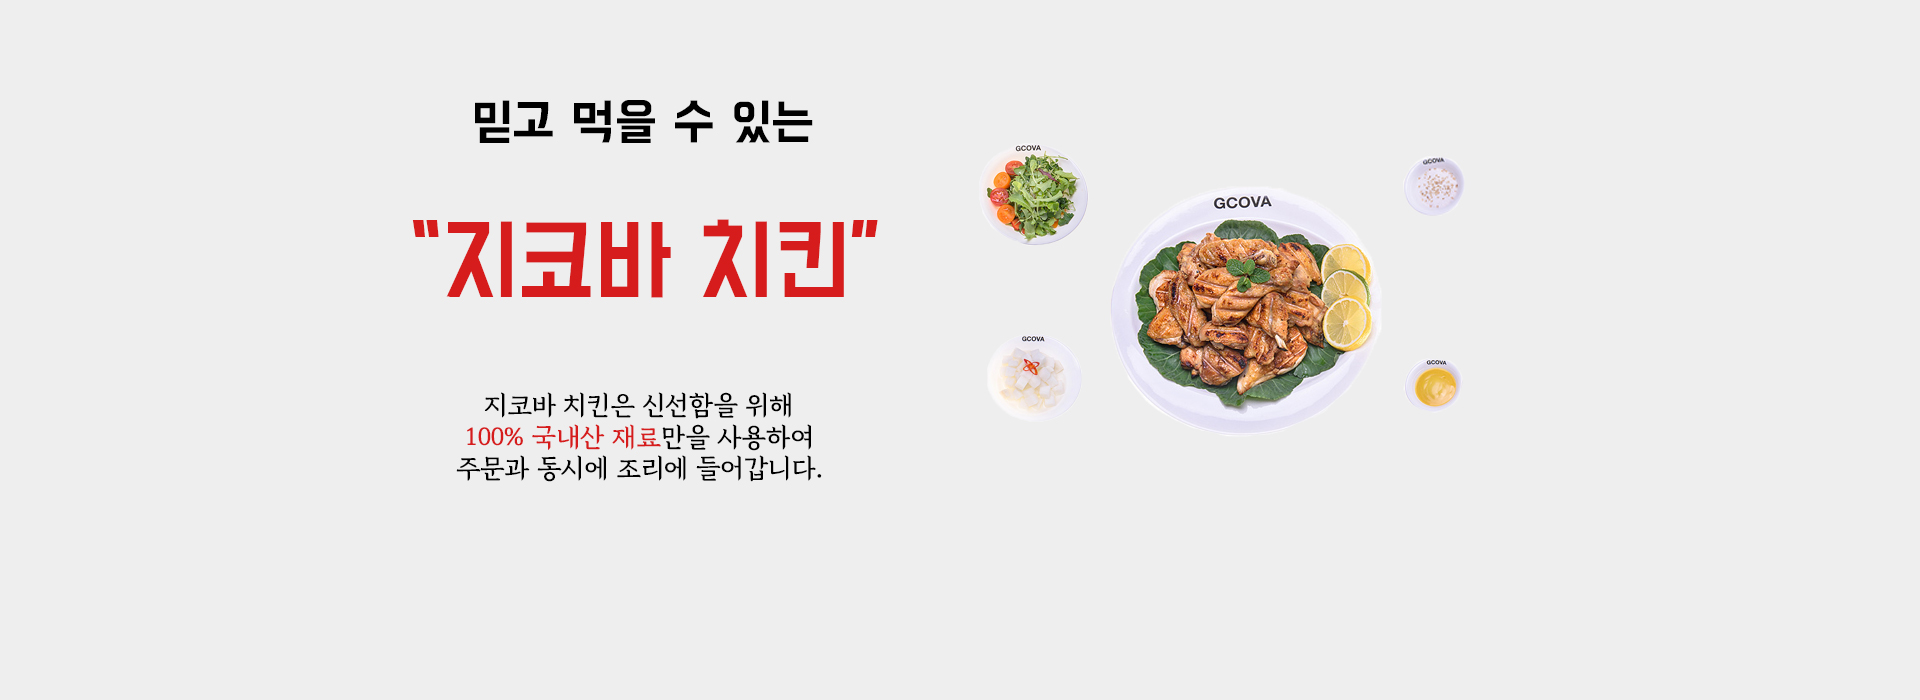 믿고 먹을 수 있는
"지코바 치킨"
지코바 치킨은 신선함을 위해
100% 국내산 재료만을 사용하여
주문과 동시에 조리에 들어갑니다.
GCOVA
GCOVA
GCOVA
GCOVA
GCOVA